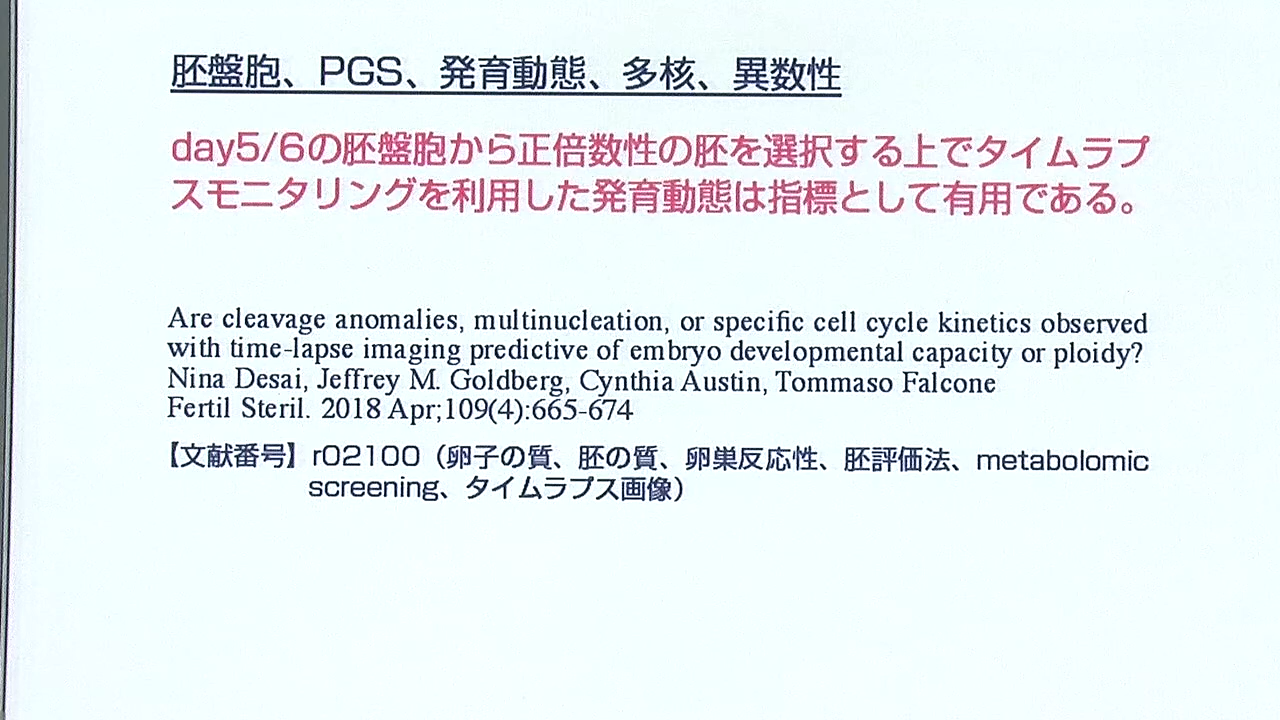 胚盤胞、PGS、発育動態、多核、異数性
day5/6の胚盤胞から正倍数性の胚を選択する上でタイムラプ
スモニタリングを利用した発育動態は指標として有用である。
Are cleavage anomalies, multinucleation, or specific cell cycle kinetics observed
with time-lapse imaging predictive of embryo developmental capacity or ploidy?
Nina Desai, Jeffrey M. Goldberg, Cynthia Austin, Tommaso Falcone
Fertil Steril. 2018 Apr;109(4):665-674
【文献番号】r02100（卵子の質、胚の質、卵巣反応性、胚評価法、metabolomic
screening、タイムラプス画像）